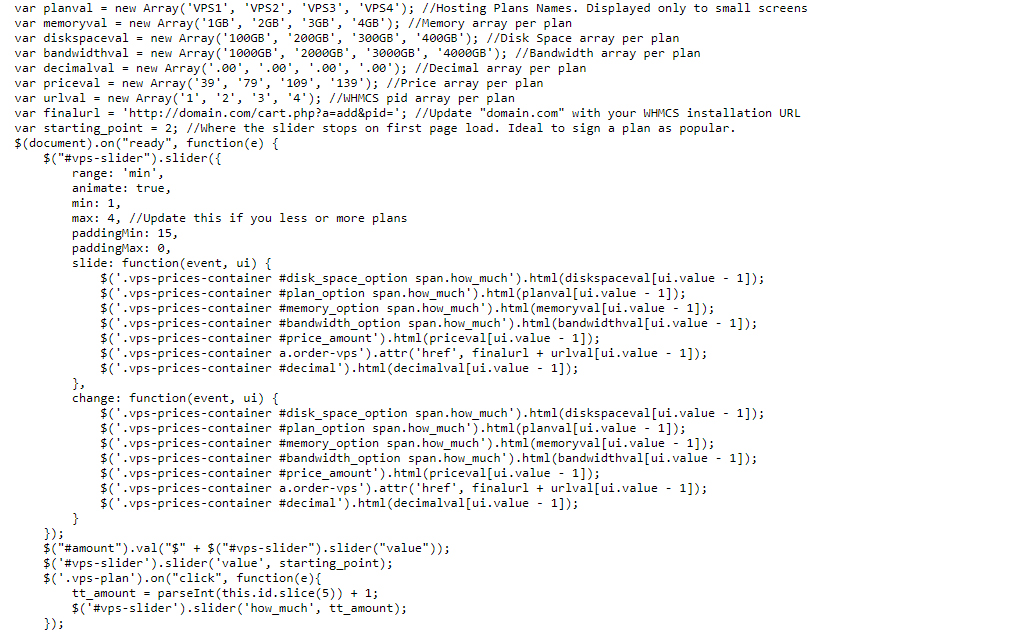 var planval = new Array('VPS1', 'VPS2', 'VPS3', 'VPS4'); //Hosting Plans Names. Displayed only to small screens
var memoryval = new Array('1GB', '2GB', '3GB', '4GB'); //Memory array per plan
var diskspaceval = new Array('100GB', '200GB', '300GB', '400GB'); //Disk Space array per plan
var bandwidthval = new Array('1000GB', '2000GB', '3000GB', '4000GB'); //Bandwidth array per plan
var decimalval = new Array('.00', '.00', '.00', '.00'); //Decimal array per plan
var priceval = new Array('39', '79', '109', '139'); //Price array per plan
var urlval = new Array('1', '2', '3', '4'); //WHMCS pid array per plan
var finalurl = 'http://domain.com/cart.php?a=add&pid='; //Update "domain.com" with your WHMCS installation URL
var starting_point = 2; //Where the slider stops on first page load. Ideal to sign a plan as popular.
$(document).on("ready", function(e) {
    $("#vps-slider").slider({
        range: 'min',
        animate: true,
        min: 1,
        max: 4, //Update this if you less or more plans
        paddingMin: 15,
        paddingMax: 0,
        slide: function(event, ui) {
            $('.vps-prices-container #disk_space_option span.how_much').html(diskspaceval[ui.value - 1]);
            $('.vps-prices-container #plan_option span.how_much').html(planval[ui.value - 1]);
            $('.vps-prices-container #memory_option span.how_much').html(memoryval[ui.value - 1]);
            $('.vps-prices-container #bandwidth_option span.how_much').html(bandwidthval[ui.value - 1]);
            $('.vps-prices-container #price_amount').html(priceval[ui.value - 1]);
            $('.vps-prices-container a.order-vps').attr('href', finalurl + urlval[ui.value - 1]);
            $('.vps-prices-container #decimal').html(decimalval[ui.value - 1]);
        },
        change: function(event, ui) {
            $('.vps-prices-container #disk_space_option span.how_much').html(diskspaceval[ui.value - 1]);
            $('.vps-prices-container #plan_option span.how_much').html(planval[ui.value - 1]);
            $('.vps-prices-container #memory_option span.how_much').html(memoryval[ui.value - 1]);
            $('.vps-prices-container #bandwidth_option span.how_much').html(bandwidthval[ui.value - 1]);
            $('.vps-prices-container #price_amount').html(priceval[ui.value - 1]);
            $('.vps-prices-container a.order-vps').attr('href', finalurl + urlval[ui.value - 1]);
            $('.vps-prices-container #decimal').html(decimalval[ui.value - 1]);
        }
    });
    $("#amount").val("$" + $("#vps-slider").slider("value"));
    $('#vps-slider').slider('value', starting_point);
    $('.vps-plan').on("click", function(e){
        tt_amount = parseInt(this.id.slice(5)) + 1;
        $('#vps-slider').slider('how_much', tt_amount);
    });